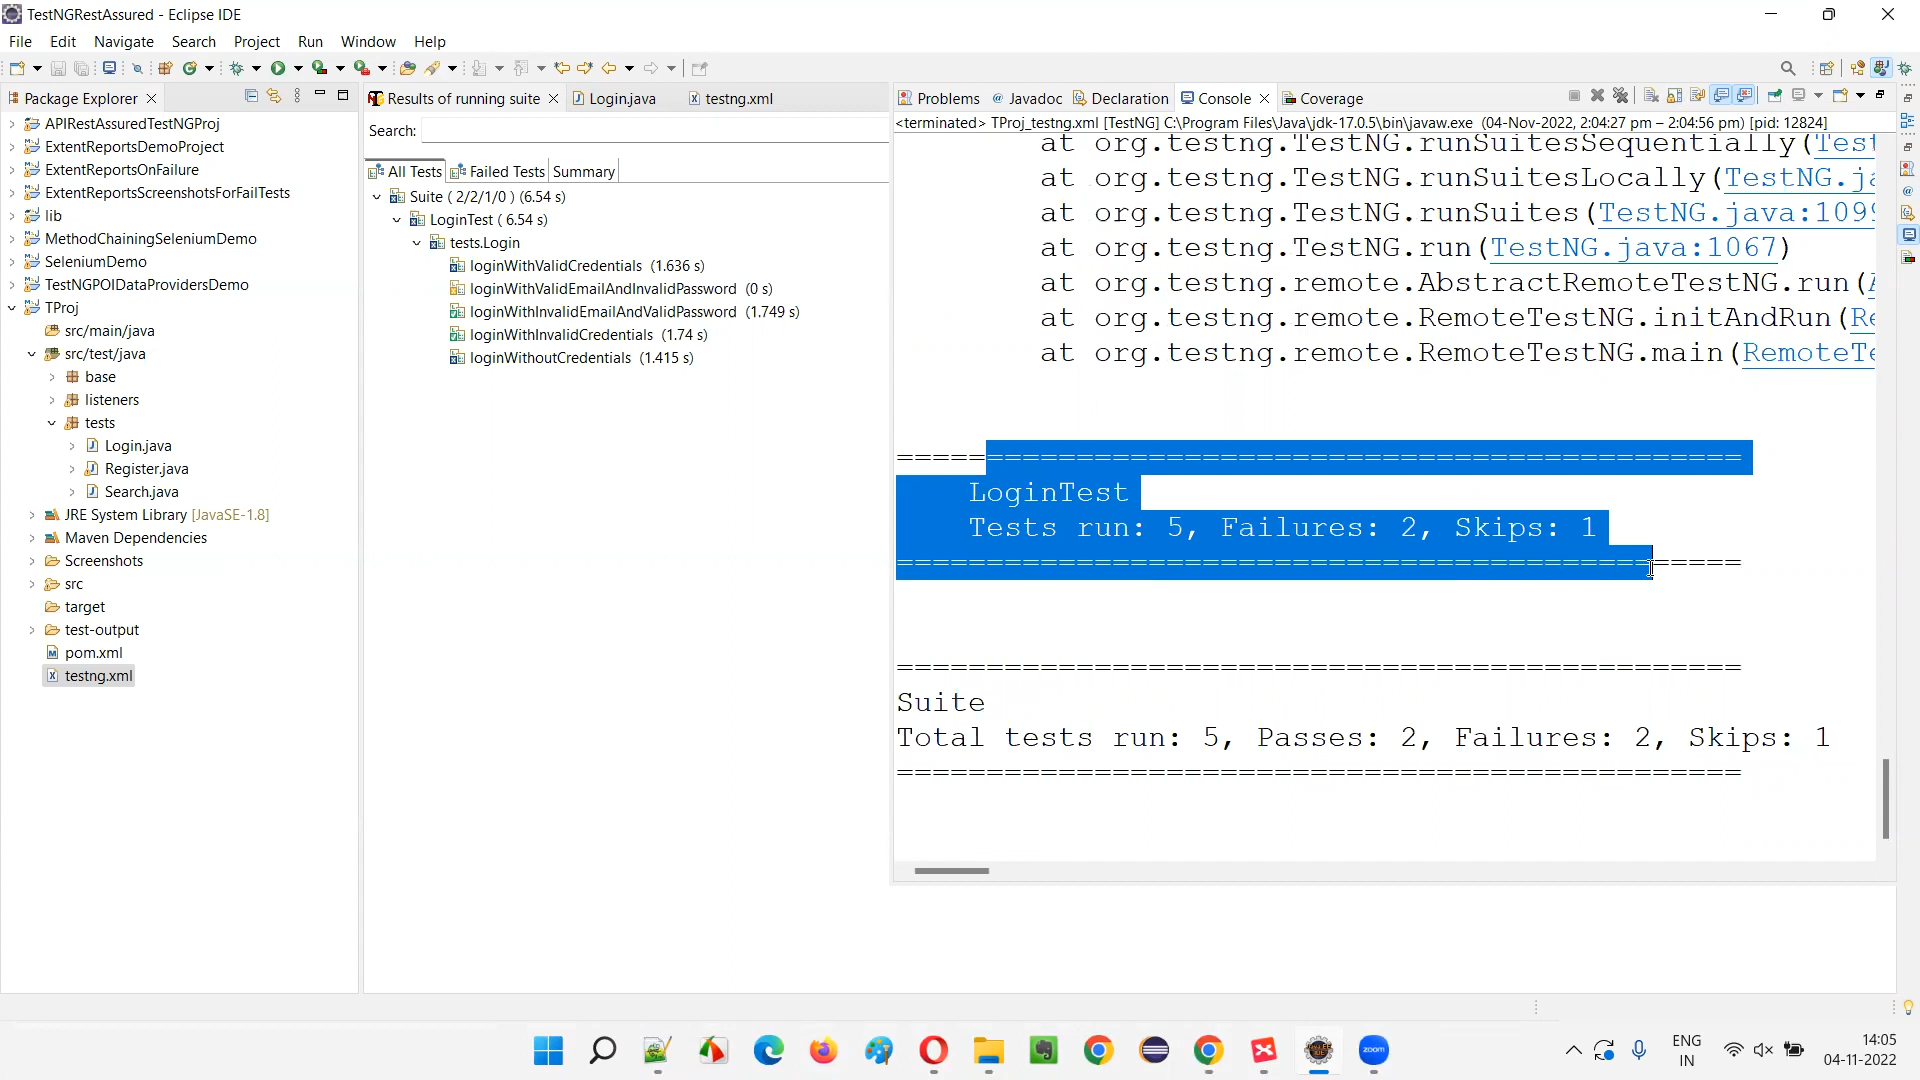 TestNGRestAssured - Eclipse IDE
File Edit Navigate Search Project Run Window Help
Package Explorer
APIRestAssuredTestNGProj
ExtentReportsDemoProject
ExtentReportsOnFailure
ExtentReportsScreenshotsForFailTests
lib
MethodChainingSeleniumDemo
SeleniumDemo
TestNGPOIDataProvidersDemo
TProj
src/main/java
src/test/java
base
listeners
tests
Login.java
Register.java
Search.java
JRE System Library [JavaSE-1.8]
Maven Dependencies
Screenshots
src
target
test-output
pom.xml
testng.xml
Results of running suite Login.java testng.xml
Search:
All Tests Failed Tests Summary
Suite ( 2/2/1/0 ) (6.54 s)
LoginTest ( 6.54 s)
tests.Login
loginWithValidCredentials (1.636 s)
loginWithValidEmailAndInvalidPassword (0 s)
loginWithInvalidEmailAndValidPassword (1.749 s)
loginWithInvalidCredentials (1.74 s)
loginWithoutCredentials (1.415 s)
Problems Javadoc Declaration Console Coverage
<terminated> TProj_testng.xml [TestNG] C:\Program Files\Java\jdk-17.0.5\bin\javaw.exe (04-Nov-2022, 2:04:27 pm – 2:04:56 pm) [pid: 12824]
at org.testng.TestNG.runSuitesSequentially(Test
at org.testng.TestNG.runSuitesLocally(TestNG.ja
at org.testng.TestNG.runSuites(TestNG.java:1099
at org.testng.TestNG.run(TestNG.java:1067)
at org.testng.remote.AbstractRemoteTestNG.run(A
at org.testng.remote.RemoteTestNG.initAndRun(Re
at org.testng.remote.RemoteTestNG.main(RemoteTe
===============================================
LoginTest
Tests run: 5, Failures: 2, Skips: 1
===============================================
===============================================
Suite
Total tests run: 5, Passes: 2, Failures: 2, Skips: 1
===============================================
zoom
ENG
IN
14:05
04-11-2022